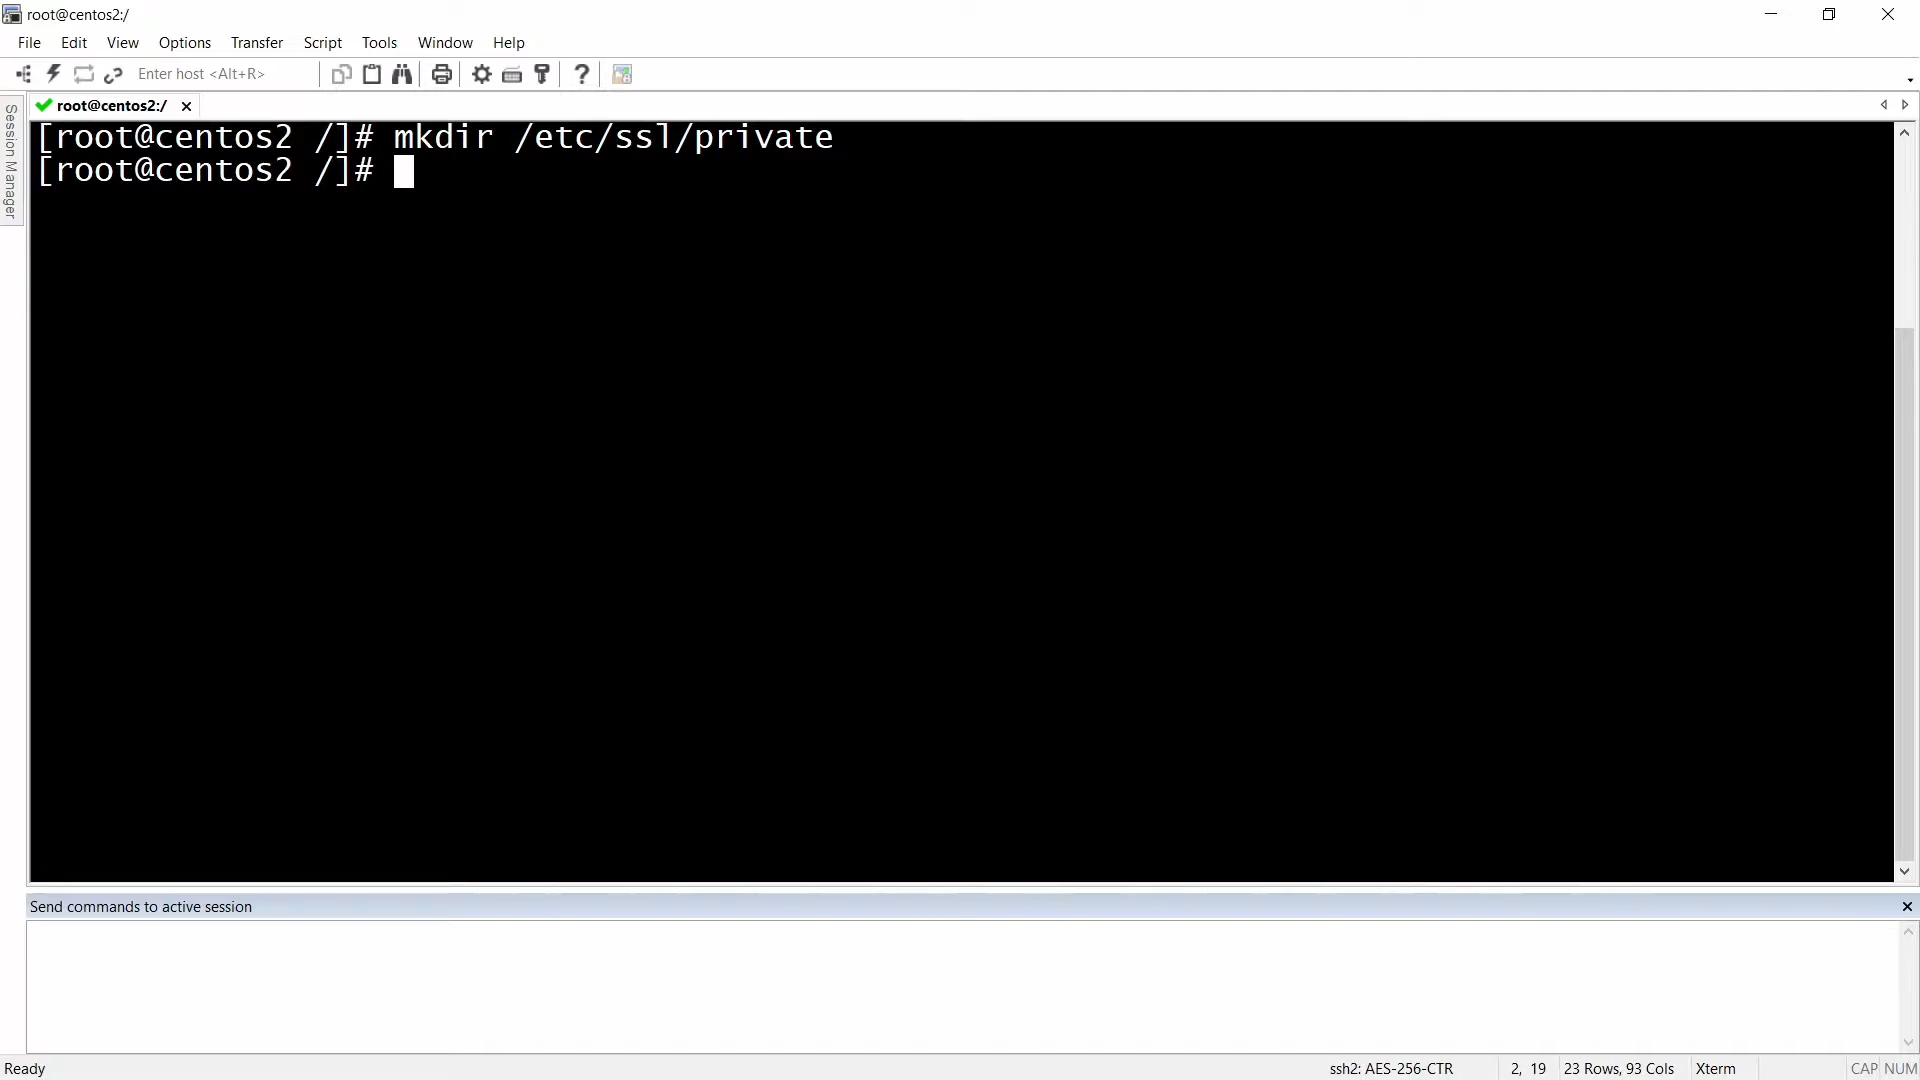 root@centos2:/
File Edit View Options Transfer Script Tools Window Help
Enter host <Alt+R>
Session Manager
root@centos2:/
[root@centos2 /]# mkdir /etc/ssl/private
[root@centos2 /]#
Send commands to active session
Ready
ssh2: AES-256-CTR 2, 19 23 Rows, 93 Cols Xterm CAP NUM